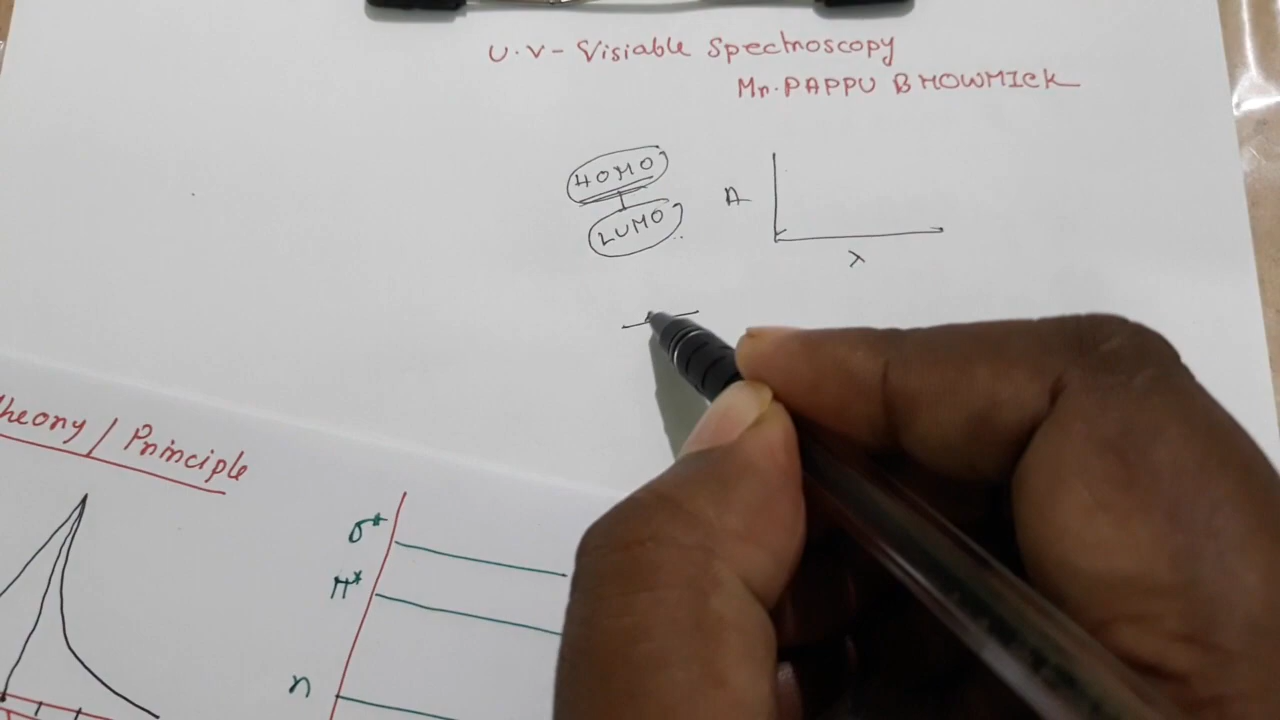 U.V- Visiable Spectroscopy
Mr. PAPPU BHOWMICK
HOMO
LUMO
A
λ
Theory / Principle
σ*
π*
n